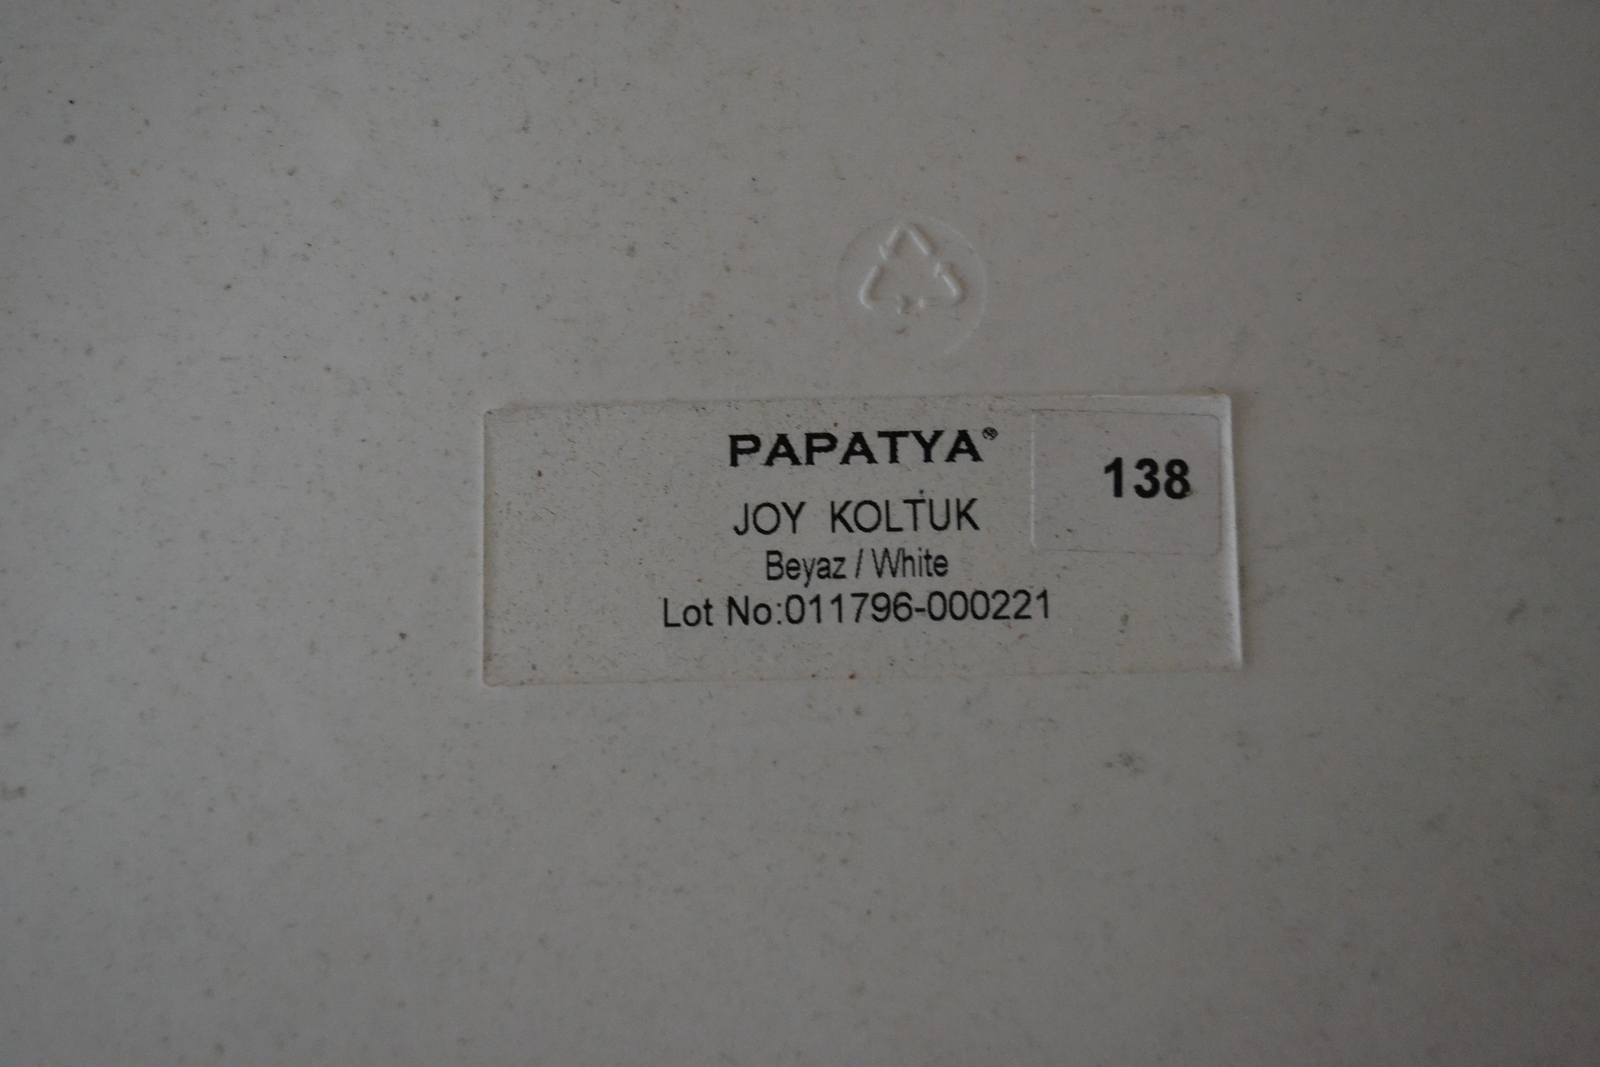 PAPATYA®
138
JOY KOLTUK
Beyaz / White
Lot No:011796-000221